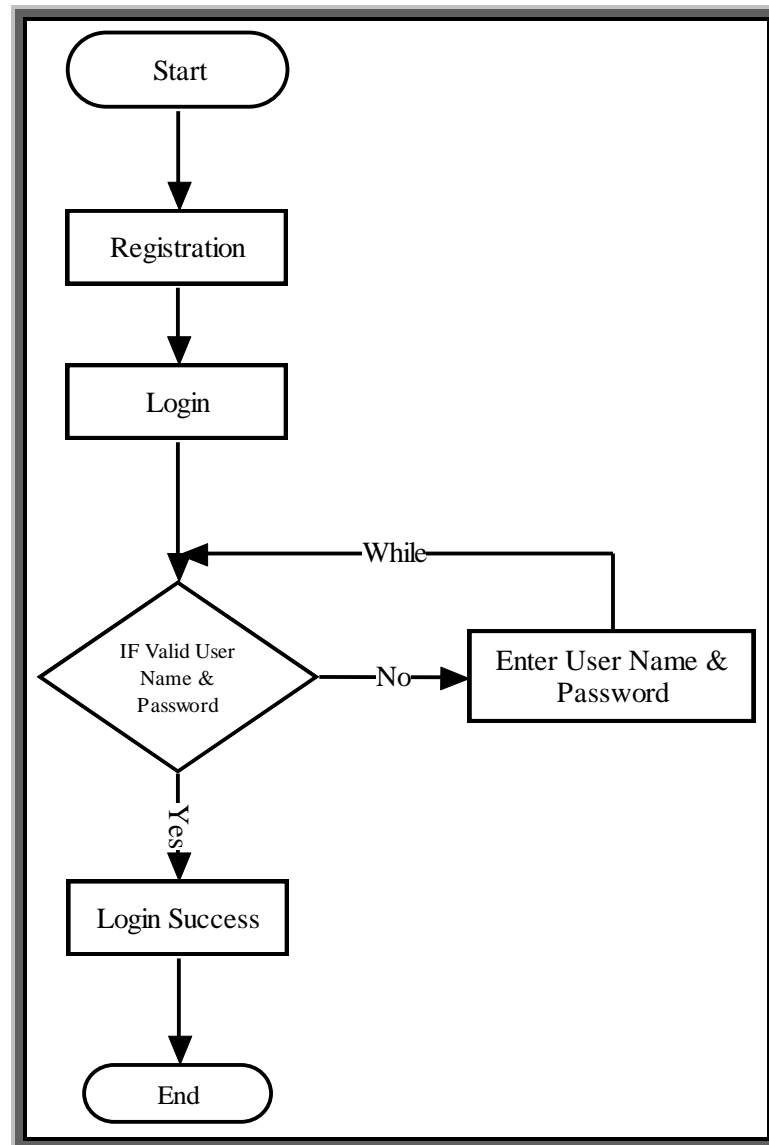 Start
Registration
Login
While
IF Valid User
Name &
Password
No
Enter User Name &
Password
Yes
Login Success
End